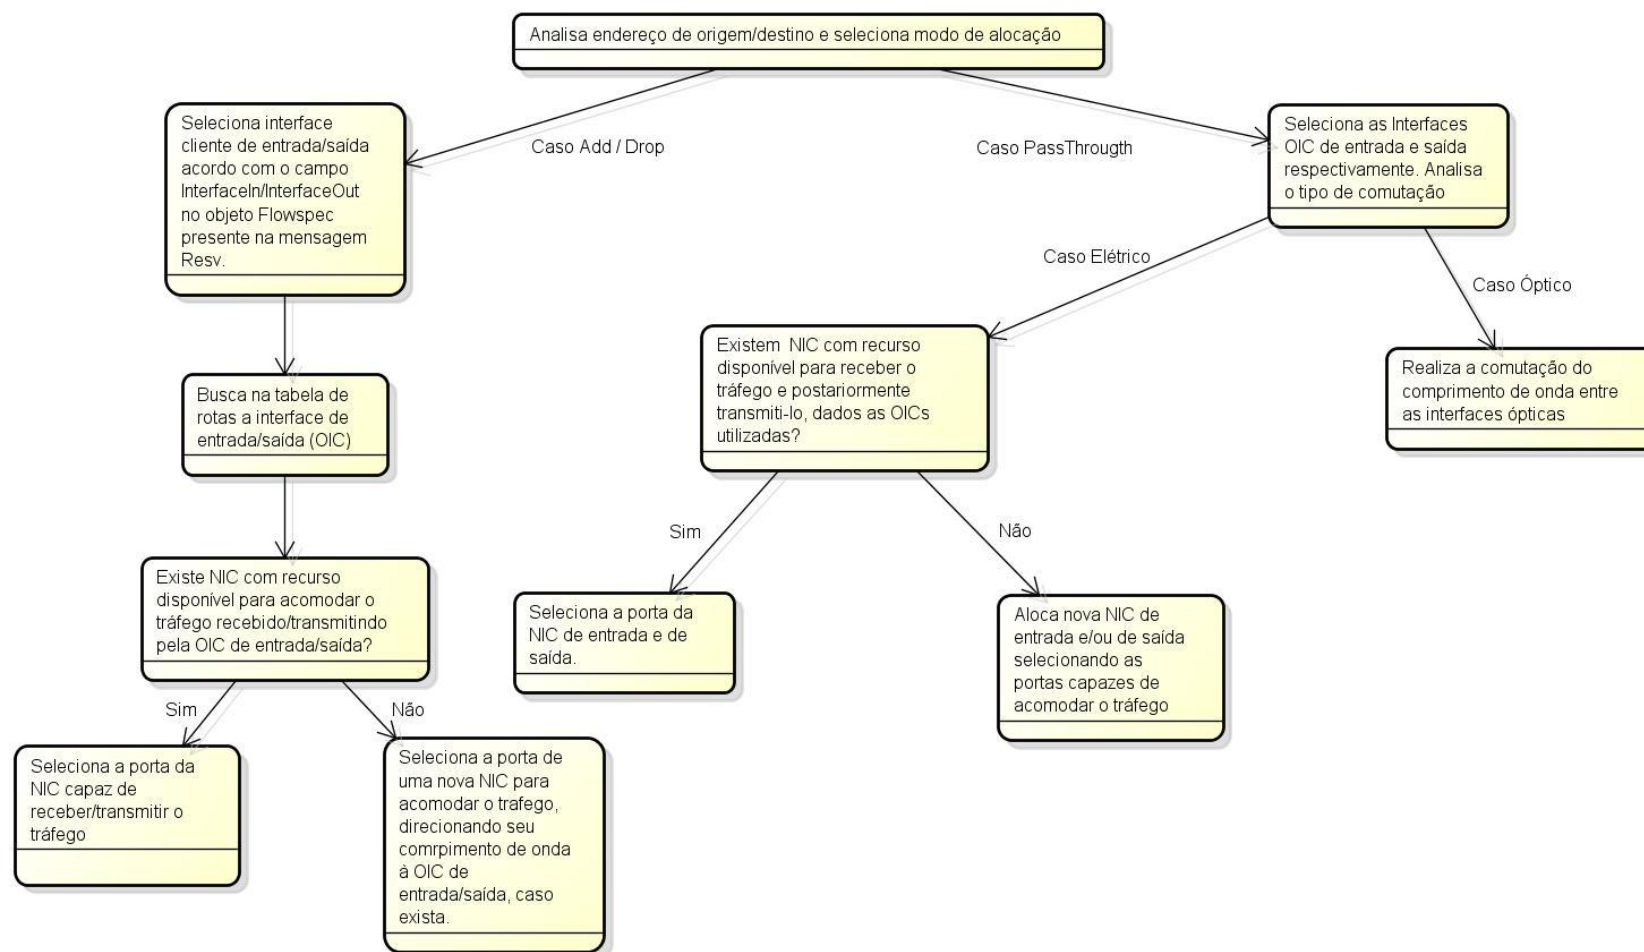 Analisa endereço de origem/destino e seleciona modo de alocação
Caso Add / Drop
Caso PassThrougth
Seleciona interface
cliente de entrada/saída
acordo com o campo
InterfaceIn/InterfaceOut
no objeto Flowspec
presente na mensagem
Resv.
Seleciona as Interfaces
OIC de entrada e saída
respectivamente. Analisa
o tipo de comutação
Caso Elétrico
Caso Óptico
Busca na tabela de
rotas a interface de
entrada/saída (OIC)
Existem NIC com recurso
disponível para receber o
tráfego e postariormente
transmiti-lo, dados as OICs
utilizadas?
Realiza a comutação do
comprimento de onda entre
as interfaces ópticas
Existe NIC com recurso
disponível para acomodar o
tráfego recebido/transmitindo
pela OIC de entrada/saída?
Sim
Não
Seleciona a porta da
NIC de entrada e de
saída.
Aloca nova NIC de
entrada e/ou de saída
selecionando as
portas capazes de
acomodar o tráfego
Sim
Não
Seleciona a porta da
NIC capaz de
receber/transmitir o
tráfego
Seleciona a porta de
uma nova NIC para
acomodar o trafego,
direcionando seu
comrpimento de onda
à OIC de
entrada/saída, caso
exista.